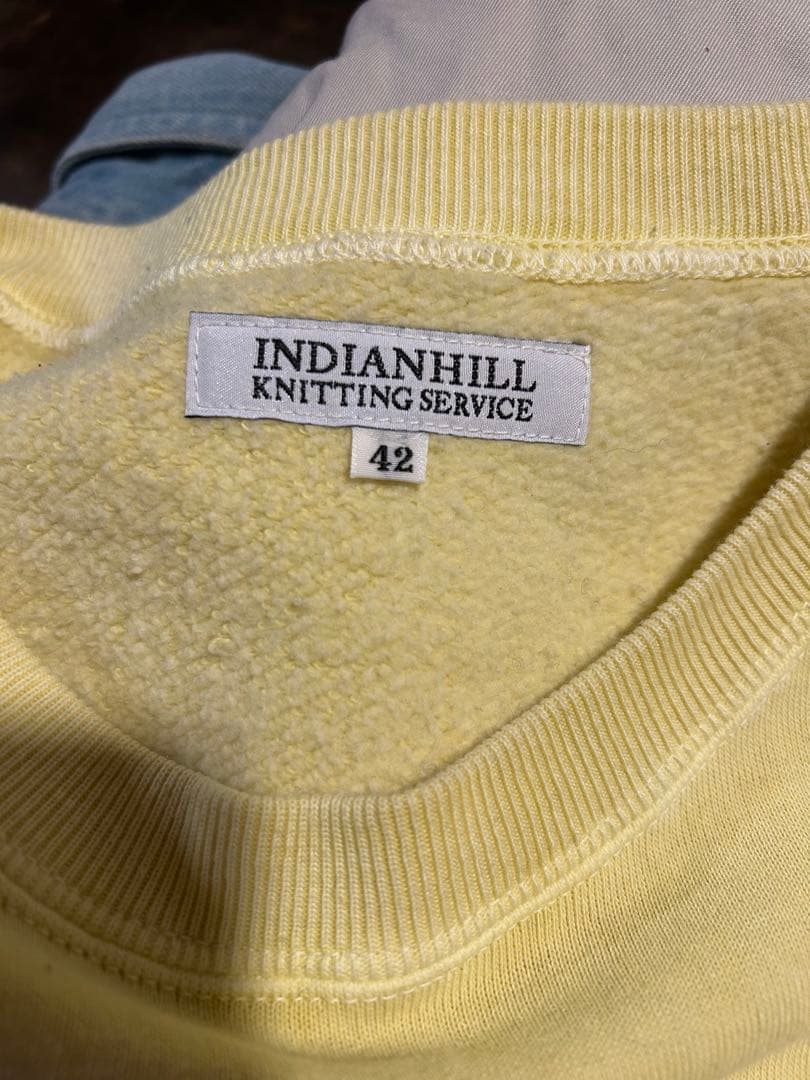 INDIANHILL
KNITTING SERVICE
42